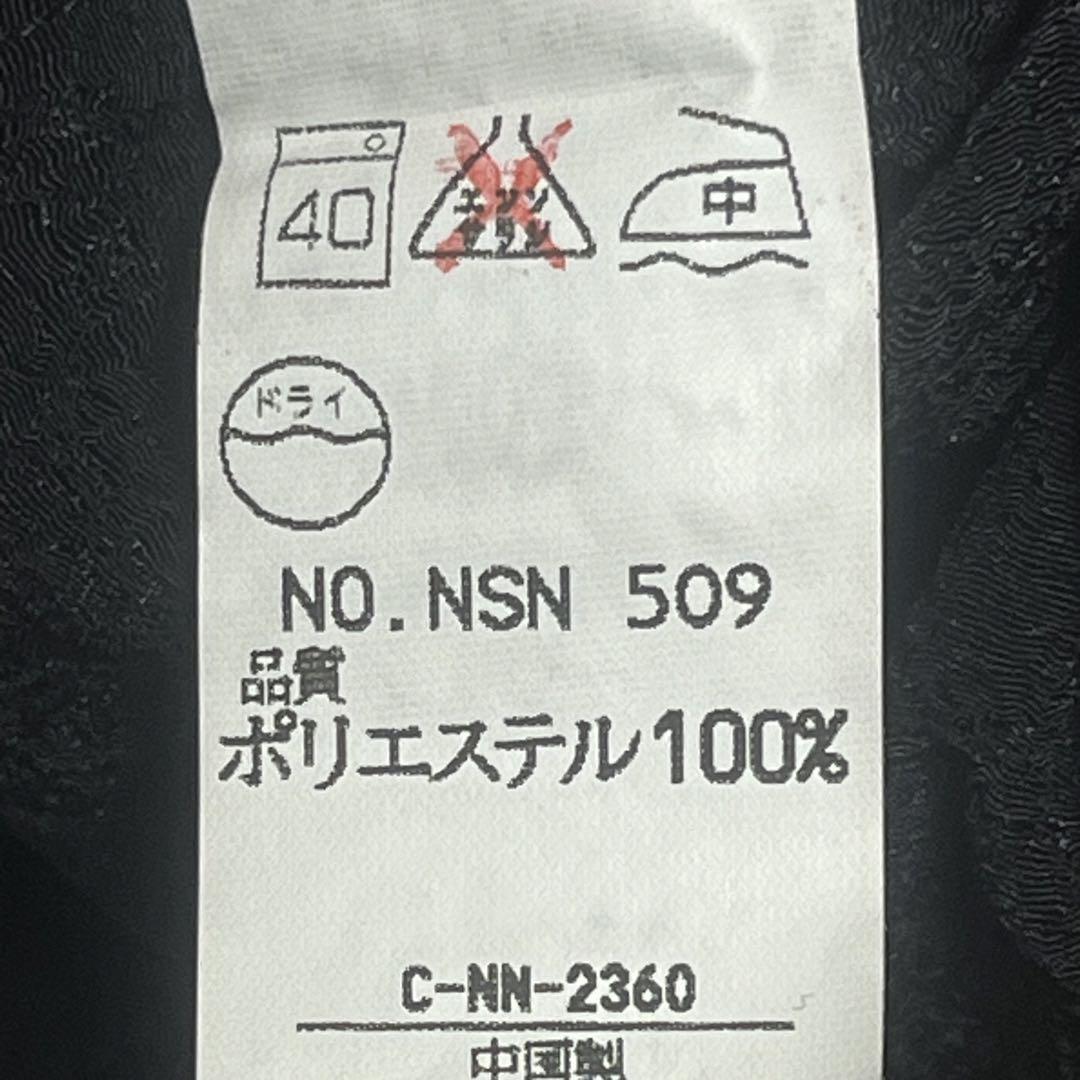 40
エンソ
サラシ
中
ドライ
NO.NSN 509
品質
ポリエステル100%
C-NN-2360
中国製